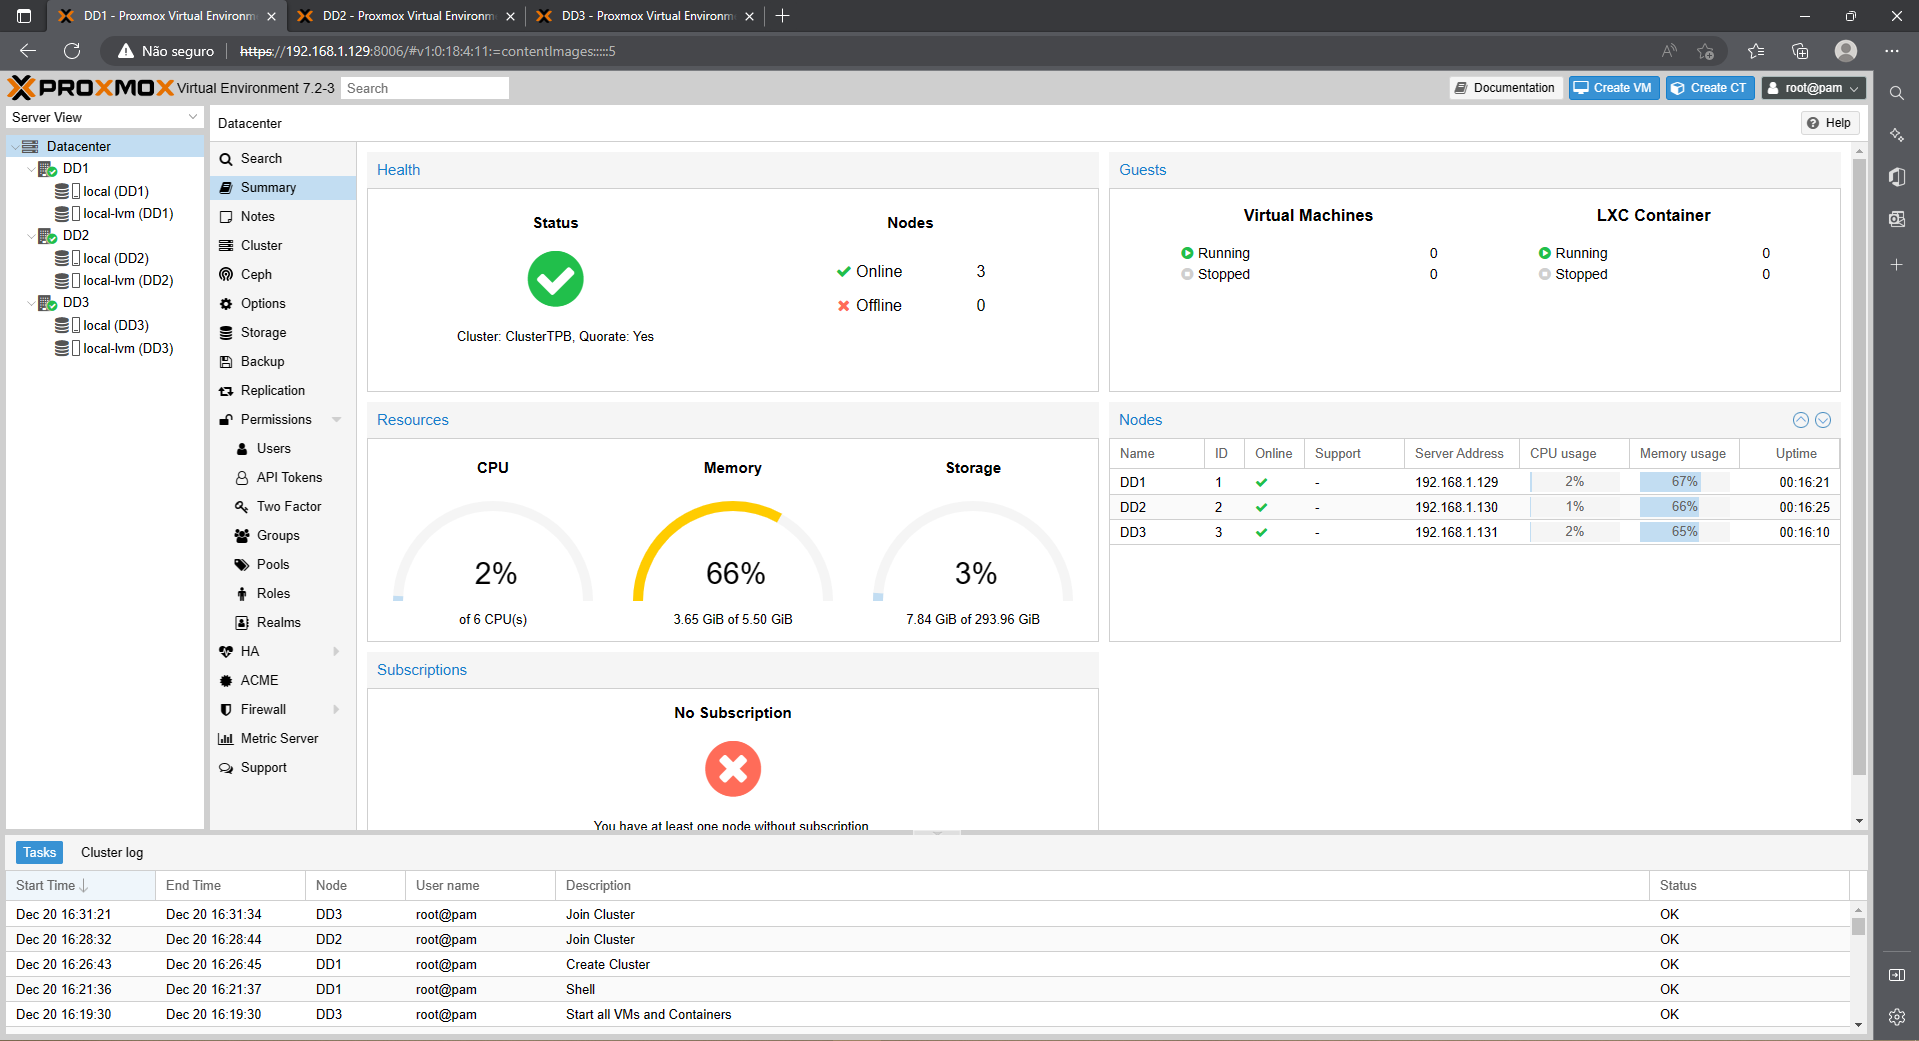 DD1 - Proxmox Virtual Environm
DD2 - Proxmox Virtual Environm
DD3 - Proxmox Virtual Environm
Não seguro
https://192.168.1.129:8006/#v1:0:18:4:11:=contentImages:::::5
PROXMOX Virtual Environment 7.2-3
Search
Documentation
Create VM
Create CT
root@pam
Server View
Datacenter
DD1
local (DD1)
local-lvm (DD1)
DD2
local (DD2)
local-lvm (DD2)
DD3
local (DD3)
local-lvm (DD3)
Datacenter
Help
Search
Summary
Notes
Cluster
Ceph
Options
Storage
Backup
Replication
Permissions
Users
API Tokens
Two Factor
Groups
Pools
Roles
Realms
HA
ACME
Firewall
Metric Server
Support
Health
Status
Nodes
Online 3
Offline 0
Cluster: ClusterTPB, Quorate: Yes
Guests
Virtual Machines
Running 0
Stopped 0
LXC Container
Running 0
Stopped 0
Resources
CPU
2%
of 6 CPU(s)
Memory
66%
3.65 GiB of 5.50 GiB
Storage
3%
7.84 GiB of 293.96 GiB
Nodes
Name ID Online Support Server Address CPU usage Memory usage Uptime
DD1 1 - 192.168.1.129 2% 67% 00:16:21
DD2 2 - 192.168.1.130 1% 66% 00:16:25
DD3 3 - 192.168.1.131 2% 65% 00:16:10
Subscriptions
No Subscription
You have at least one node without subscription
Tasks
Cluster log
Start Time End Time Node User name Description Status
Dec 20 16:31:21 Dec 20 16:31:34 DD3 root@pam Join Cluster OK
Dec 20 16:28:32 Dec 20 16:28:44 DD2 root@pam Join Cluster OK
Dec 20 16:26:43 Dec 20 16:26:45 DD1 root@pam Create Cluster OK
Dec 20 16:21:36 Dec 20 16:21:37 DD1 root@pam Shell OK
Dec 20 16:19:30 Dec 20 16:19:30 DD3 root@pam Start all VMs and Containers OK